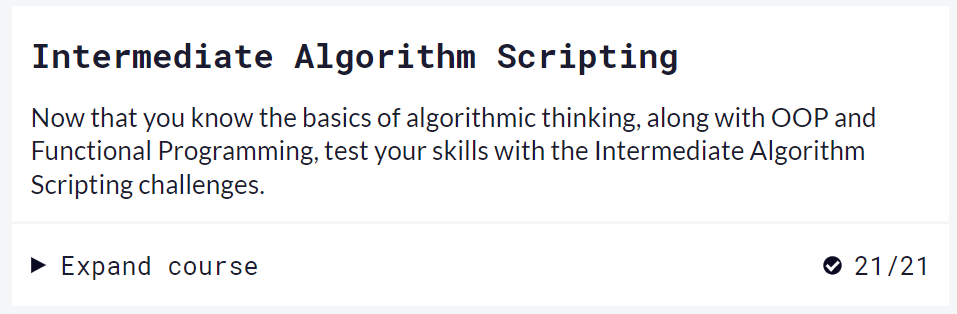 Intermediate Algorithm Scripting
Now that you know the basics of algorithmic thinking, along with OOP and
Functional Programming, test your skills with the Intermediate Algorithm
Scripting challenges.
Expand course 21/21